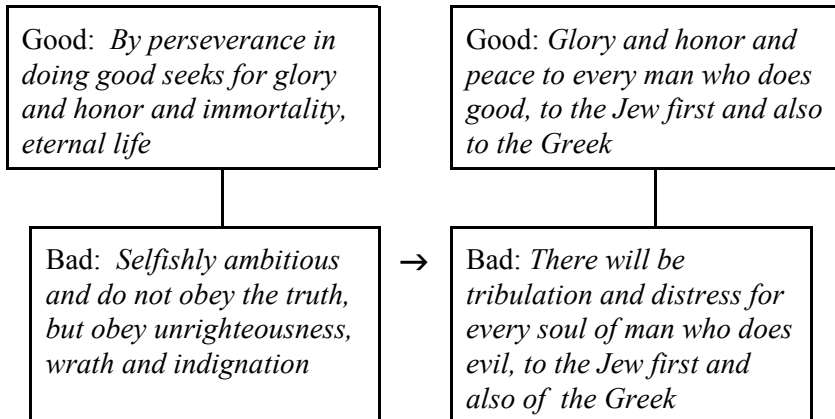 Good: By perseverance in
doing good seeks for glory
and honor and immortality,
eternal life
Good: Glory and honor and
peace to every man who does
good, to the Jew first and also
to the Greek
Bad: Selfishly ambitious
and do not obey the truth,
but obey unrighteousness,
wrath and indignation
→
Bad: There will be
tribulation and distress for
every soul of man who does
evil, to the Jew first and
also of the Greek